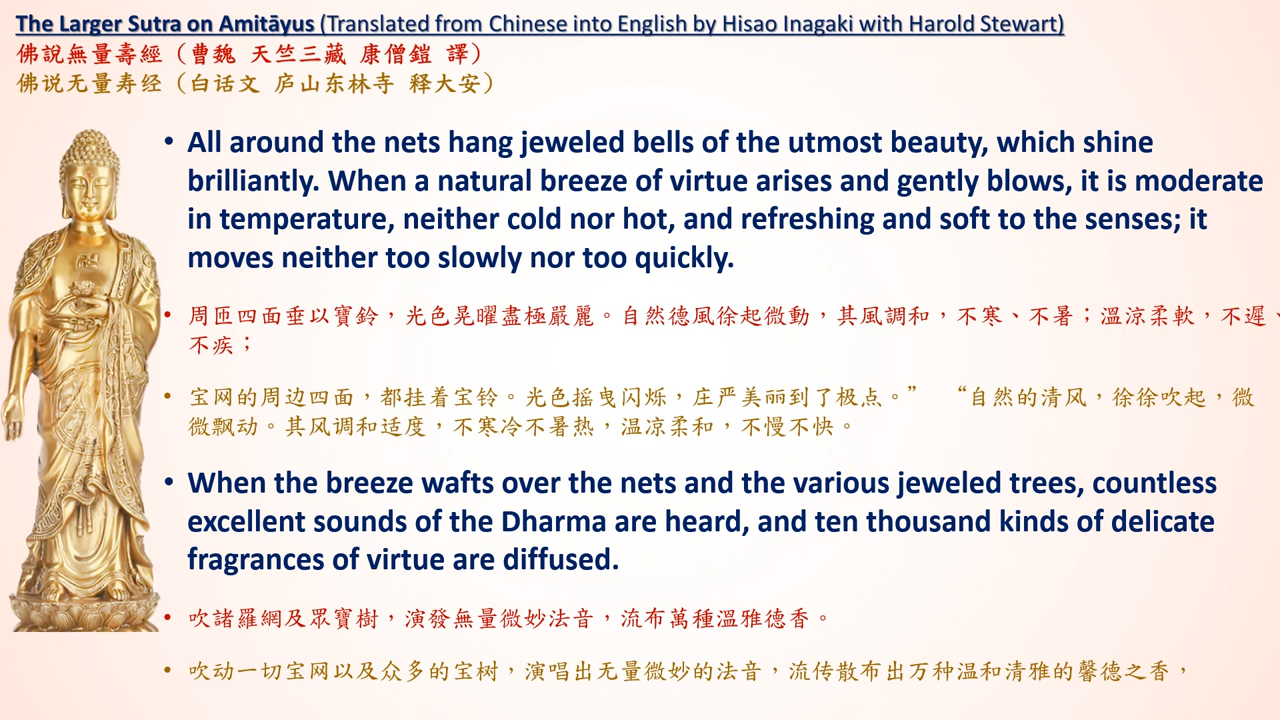 The Larger Sutra on Amitāyus (Translated from Chinese into English by Hisao Inagaki with Harold Stewart)
佛說無量壽經（曹魏 天竺三藏 康僧鎧 譯）
佛说无量寿经（白话文 庐山东林寺 释大安）
• All around the nets hang jeweled bells of the utmost beauty, which shine
brilliantly. When a natural breeze of virtue arises and gently blows, it is moderate
in temperature, neither cold nor hot, and refreshing and soft to the senses; it
moves neither too slowly nor too quickly.
• 周匝四面垂以寶鈴，光色晃曜盡極嚴麗。自然德風徐起微動，其風調和，不寒、不暑；溫涼柔軟，不遲、
不疾；
• 宝网的周边四面，都挂着宝铃。光色摇曳闪烁，庄严美丽到了极点。” “自然的清风，徐徐吹起，微
微飘动。其风调和适度，不寒冷不暑热，温凉柔和，不慢不快。
• When the breeze wafts over the nets and the various jeweled trees, countless
excellent sounds of the Dharma are heard, and ten thousand kinds of delicate
fragrances of virtue are diffused.
• 吹諸羅網及眾寶樹，演發無量微妙法音，流布萬種溫雅德香。
• 吹动一切宝网以及众多的宝树，演唱出无量微妙的法音，流传散布出万种温和清雅的馨德之香，